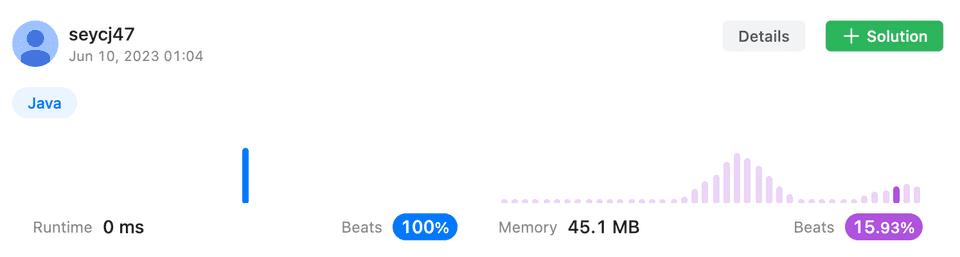 seycj47
Jun 10, 2023 01:04
Details
+ Solution
Java
Runtime 0 ms Beats 100%
Memory 45.1 MB Beats 15.93%